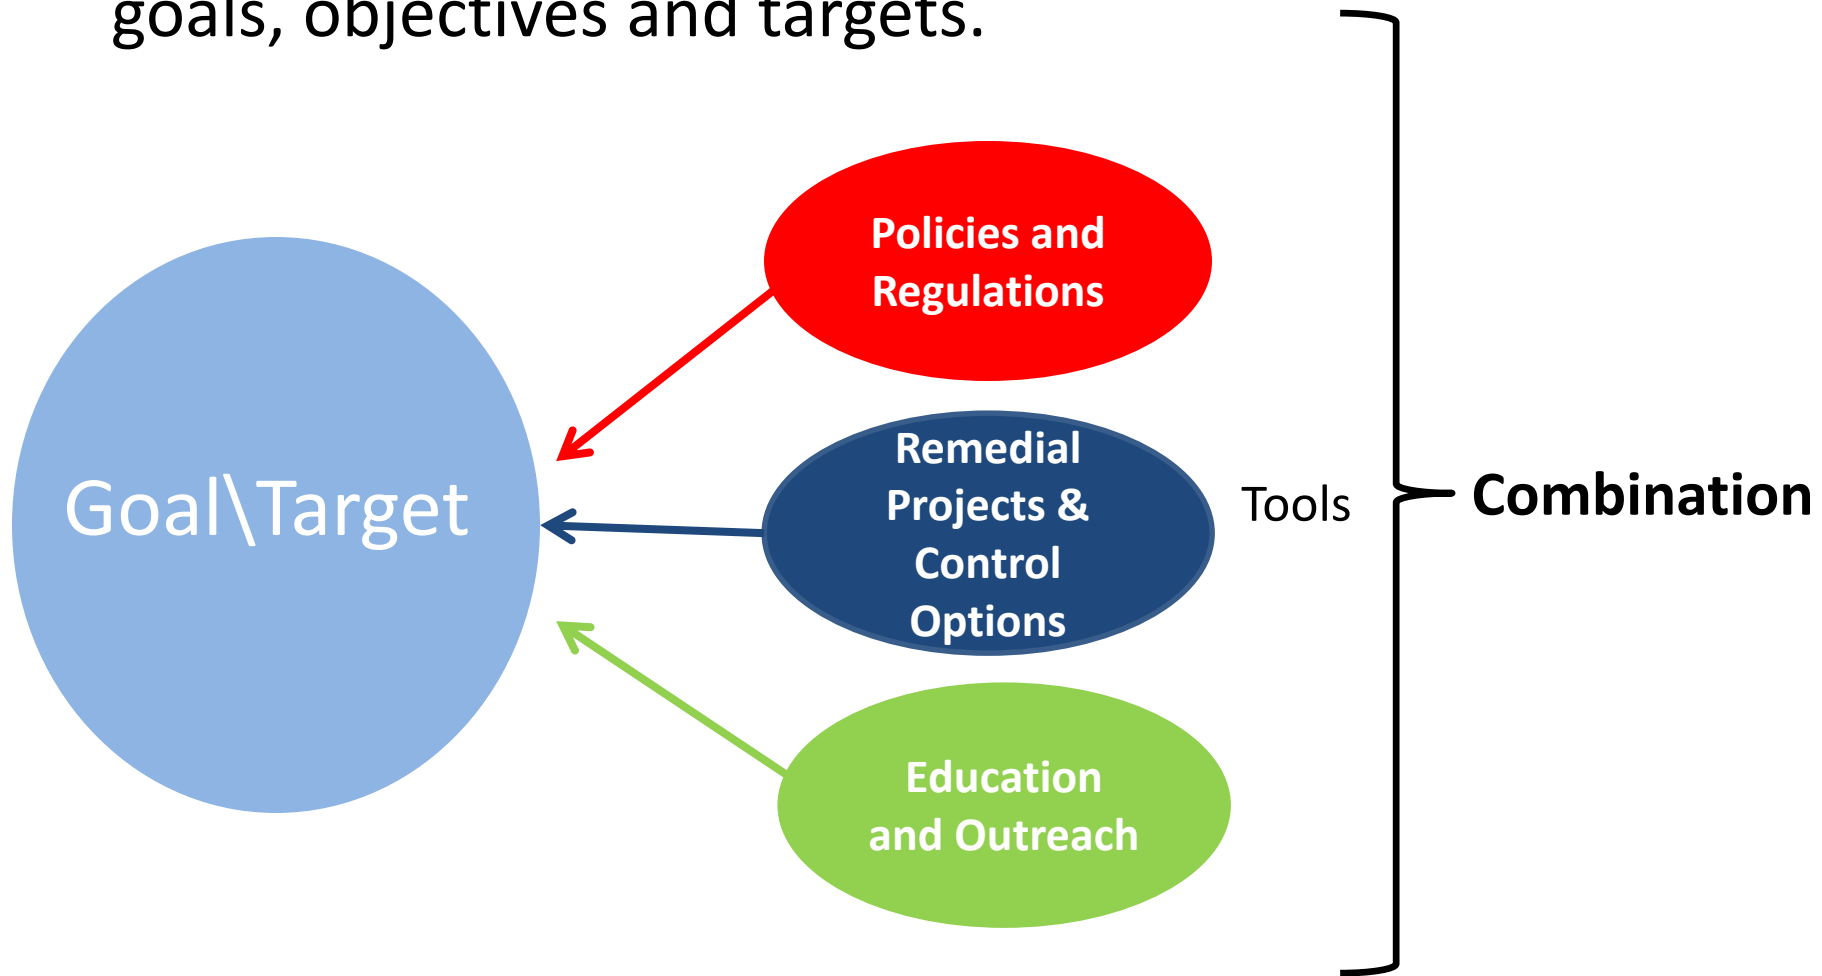 goals, objectives and targets.
Policies and
Regulations
Remedial
Projects &
Control
Options
Education
and Outreach
Goal\Target
Tools
Combination